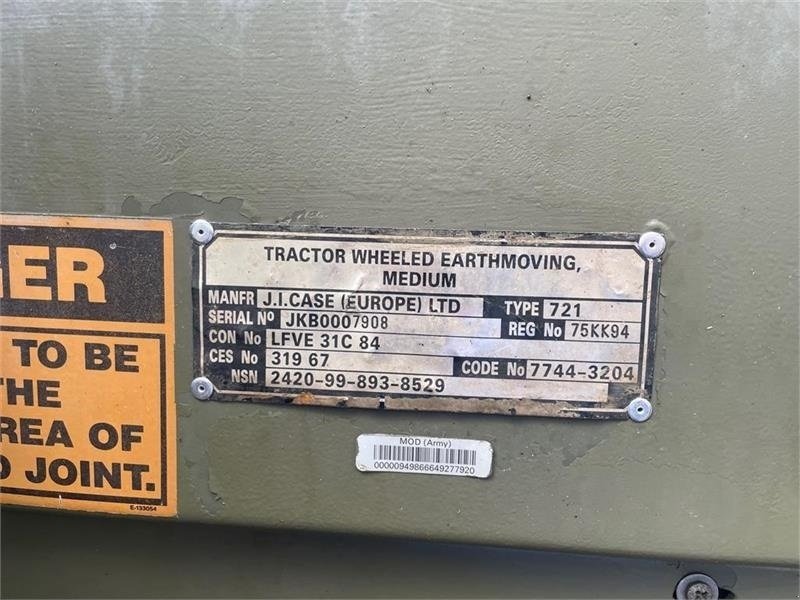 GER
TO BE
THE
REA OF
JOINT.
E-133054
TRACTOR WHEELED EARTHMOVING,
MEDIUM
MANFR J.I.CASE (EUROPE) LTD TYPE 721
SERIAL Nº JKB0007908 REG No 75KK94
CON No LFVE 31C 84
CES No 319 67 CODE No 7744-3204
NSN 2420-99-893-8529
MOD (Army)
00000949866649277920